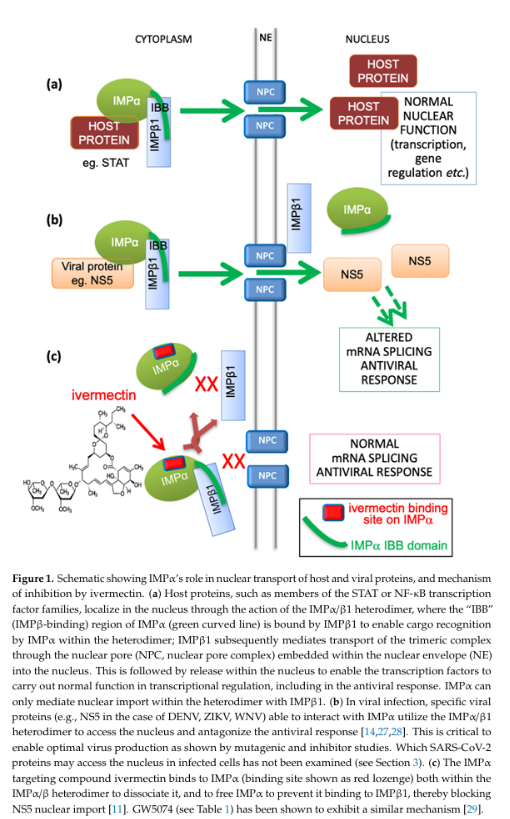 CYTOPLASM
NE
NUCLEUS
(a)
IMPα
IBB
HOST
PROTEIN
IMPβ1
eg. STAT
NPC
NPC
HOST
PROTEIN
HOST
PROTEIN
NORMAL
NUCLEAR
FUNCTION
(transcription,
gene
regulation etc.)
(b)
IMPα
IBB
Viral protein
eg. NS5
IMPβ1
NPC
NPC
IMPβ1
IMPα
NS5
NS5
ALTERED
mRNA SPLICING
ANTIVIRAL
RESPONSE
(c)
IMPα
XX
IMPβ1
ivermectin
IMPα
IMPβ1
XX
NPC
NPC
NORMAL
mRNA SPLICING
ANTIVIRAL RESPONSE
ivermectin binding
site on IMPα
IMPα IBB domain
Figure 1. Schematic showing IMPα's role in nuclear transport of host and viral proteins, and mechanism
of inhibition by ivermectin. (a) Host proteins, such as members of the STAT or NF-κB transcription
factor families, localize in the nucleus through the action of the IMPα/β1 heterodimer, where the "IBB"
(IMPβ-binding) region of IMPα (green curved line) is bound by IMPβ1 to enable cargo recognition
by IMPα within the heterodimer; IMPβ1 subsequently mediates transport of the trimeric complex
through the nuclear pore (NPC, nuclear pore complex) embedded within the nuclear envelope (NE)
into the nucleus. This is followed by release within the nucleus to enable the transcription factors to
carry out normal function in transcriptional regulation, including in the antiviral response. IMPα can
only mediate nuclear import within the heterodimer with IMPβ1. (b) In viral infection, specific viral
proteins (e.g., NS5 in the case of DENV, ZIKV, WNV) able to interact with IMPα utilize the IMPα/β1
heterodimer to access the nucleus and antagonize the antiviral response [14,27,28]. This is critical to
enable optimal virus production as shown by mutagenic and inhibitor studies. Which SARS-CoV-2
proteins may access the nucleus in infected cells has not been examined (see Section 3). (c) The IMPα
targeting compound ivermectin binds to IMPα (binding site shown as red lozenge) both within the
IMPα/β heterodimer to dissociate it, and to free IMPα to prevent it binding to IMPβ1, thereby blocking
NS5 nuclear import [11]. GW5074 (see Table 1) has been shown to exhibit a similar mechanism [29].